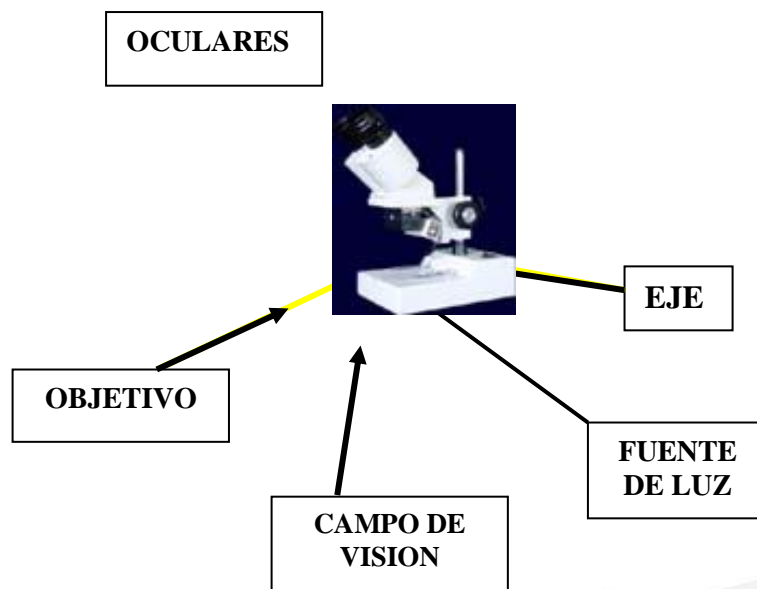 OCULARES
EJE
OBJETIVO
FUENTE
DE LUZ
CAMPO DE
VISION